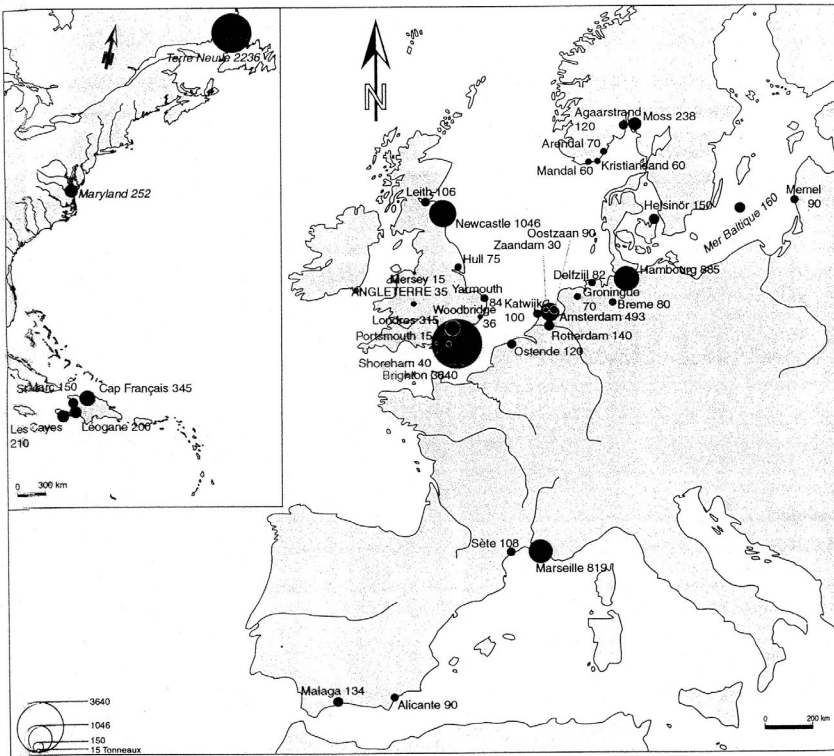 Terre Neuve 2236
Maryland 252
St Marc 150
Cap Français 345
Les Cayes
210
Léogane 200
0 300 km
N
Agaarstrand
120
Moss 238
Arendal 70
Mandal 60
Kristiansand 60
Leith 106
Newcastle 1046
Helsinör 150
Mer Baltique 160
Memel
90
Oostzaan 90
Zaandam 30
Hull 75
Mersey 15
ANGLETERRE 35
Yarmouth
84
Woodbridge
36
Londres 315
Portsmouth 15
Shoreham 40
Brighton 3640
Delfzijl 82
Hambourg 885
Groningue
70
Breme 80
Katwijk
100
Amsterdam 493
Rotterdam 140
Ostende 120
Sète 108
Marseille 819
Malaga 134
Alicante 90
3640
1046
150
15 Tonneaux
0 200 km